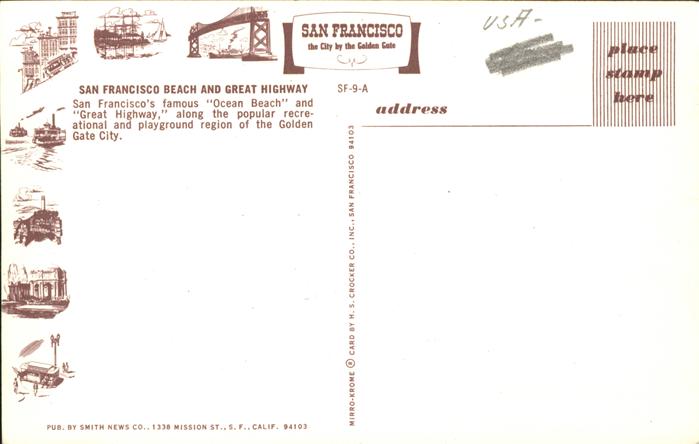 SAN FRANCISCO
the City by the Golden Gate
USA-
place
stamp
here
SAN FRANCISCO BEACH AND GREAT HIGHWAY
SF-9-A
San Francisco's famous "Ocean Beach" and
"Great Highway," along the popular recre-
ational and playground region of the Golden
Gate City.
address
MIRRO-KROME ® CARD BY H. S. CROCKER CO., INC., SAN FRANCISCO 94103
PUB. BY SMITH NEWS CO., 1338 MISSION ST., S. F., CALIF. 94103